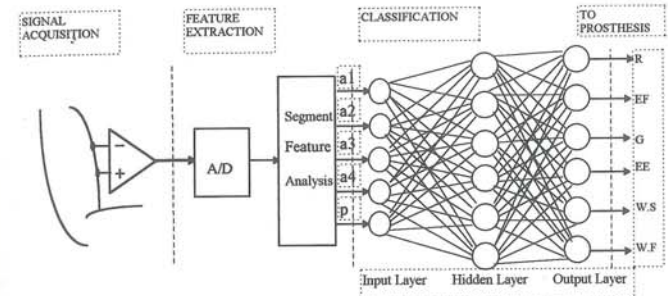 SIGNAL
ACQUISITION
FEATURE
EXTRACTION
CLASSIFICATION
TO
PROSTHESIS
A/D
Segment
Feature
Analysis
a1
a2
a3
a4
p
R
EF
G
EE
W.S
W.F
Input Layer
Hidden Layer
Output Layer